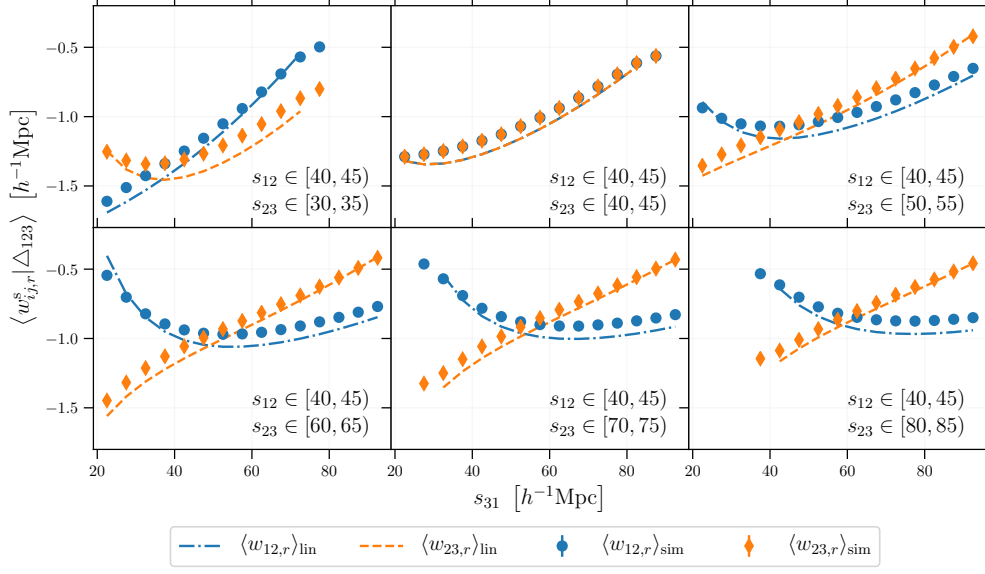 −0.5
−1.0
−1.5
s₁₂ ∈ [40, 45)
s₂₃ ∈ [30, 35)
s₁₂ ∈ [40, 45)
s₂₃ ∈ [40, 45)
s₁₂ ∈ [40, 45)
s₂₃ ∈ [50, 55)
⟨wˢᵢⱼ,ᵣ|△₁₂₃⟩ [h⁻¹Mpc]
−0.5
−1.0
−1.5
s₁₂ ∈ [40, 45)
s₂₃ ∈ [60, 65)
s₁₂ ∈ [40, 45)
s₂₃ ∈ [70, 75)
s₁₂ ∈ [40, 45)
s₂₃ ∈ [80, 85)
20 40 60 80 20 40 60 80 20 40 60 80
s₃₁ [h⁻¹Mpc]
⟨w₁₂,ᵣ⟩lin ⟨w₂₃,ᵣ⟩lin ⟨w₁₂,ᵣ⟩sim ⟨w₂₃,ᵣ⟩sim